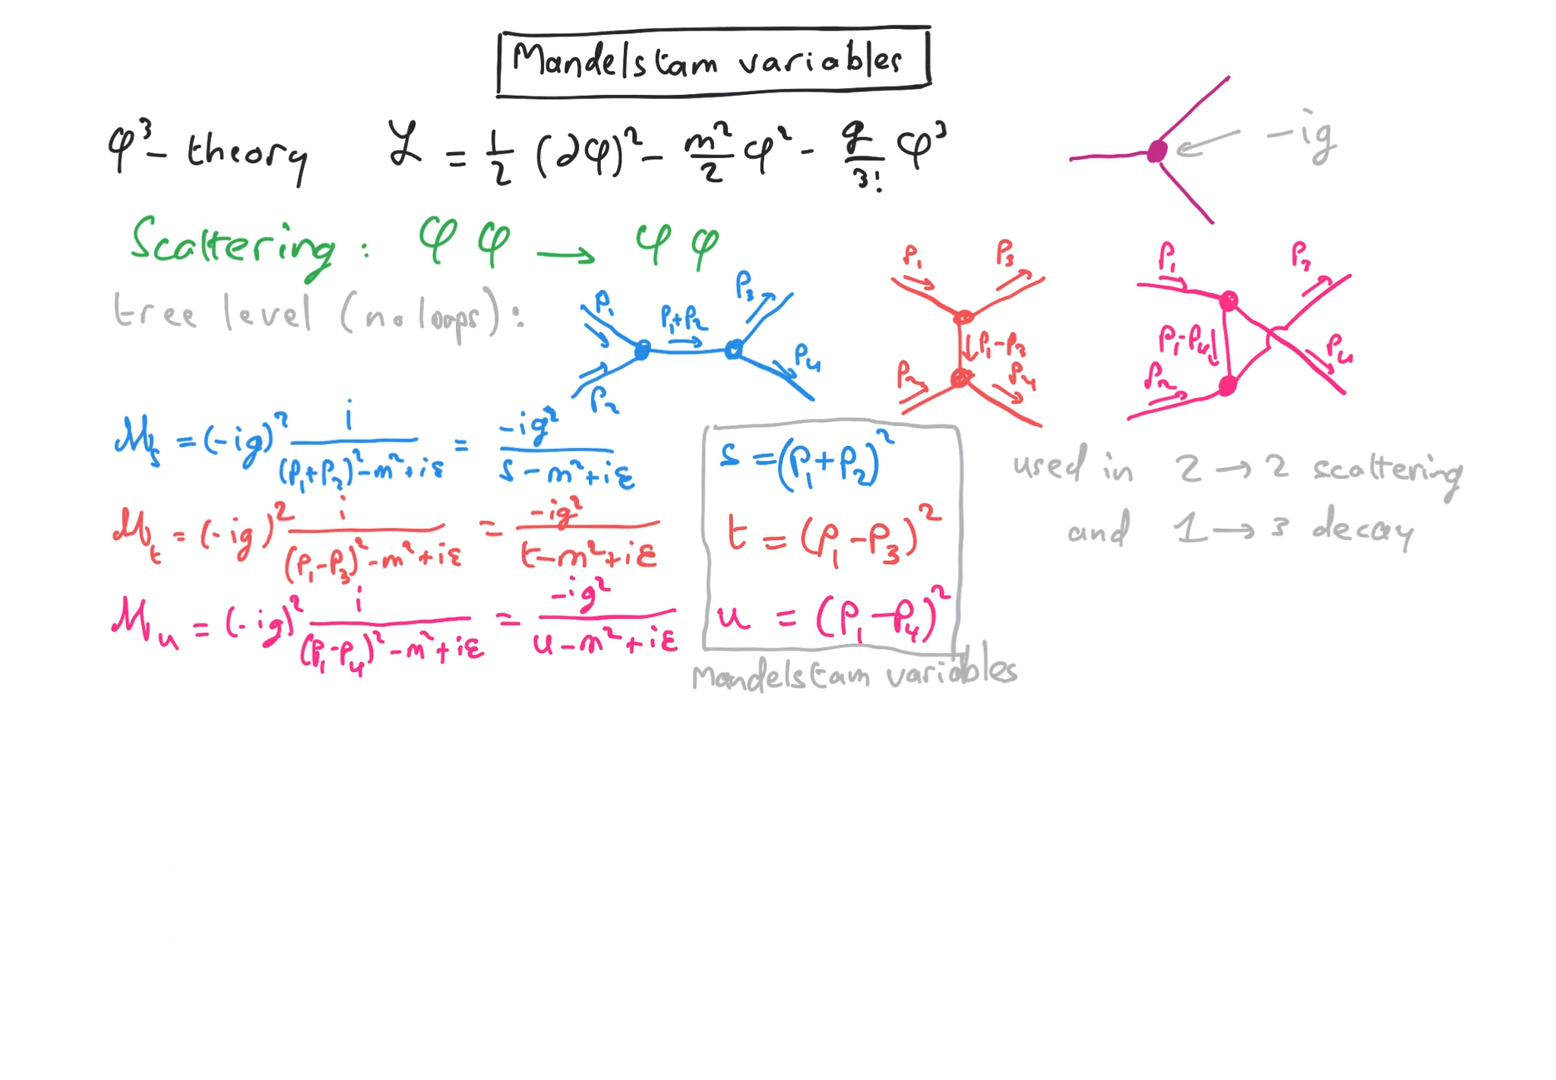 Mandelstam variables
φ³ - theory ℒ = 1/2 (∂φ)² - m²/2 φ² - g/3! φ³
-ig
Scattering : φ φ → φ φ
tree level (no loops) :
P₁ P₂ P₁+P₂ P₃ P₄
P₁ P₃ P₁-P₃ P₂ P₄
P₁ P₃ P₁-P₄ P₂ P₄
ℳₛ = (-ig)² i/((P₁+P₂)²-m²+iε) = -ig²/(s-m²+iε)
ℳₜ = (-ig)² i/((P₁-P₃)²-m²+iε) = -ig²/(t-m²+iε)
ℳᵤ = (-ig)² i/((P₁-P₄)²-m²+iε) = -ig²/(u-m²+iε)
s = (P₁+P₂)²
t = (P₁-P₃)²
u = (P₁-P₄)²
Mandelstam variables
used in 2 → 2 scattering
and 1 → 3 decay